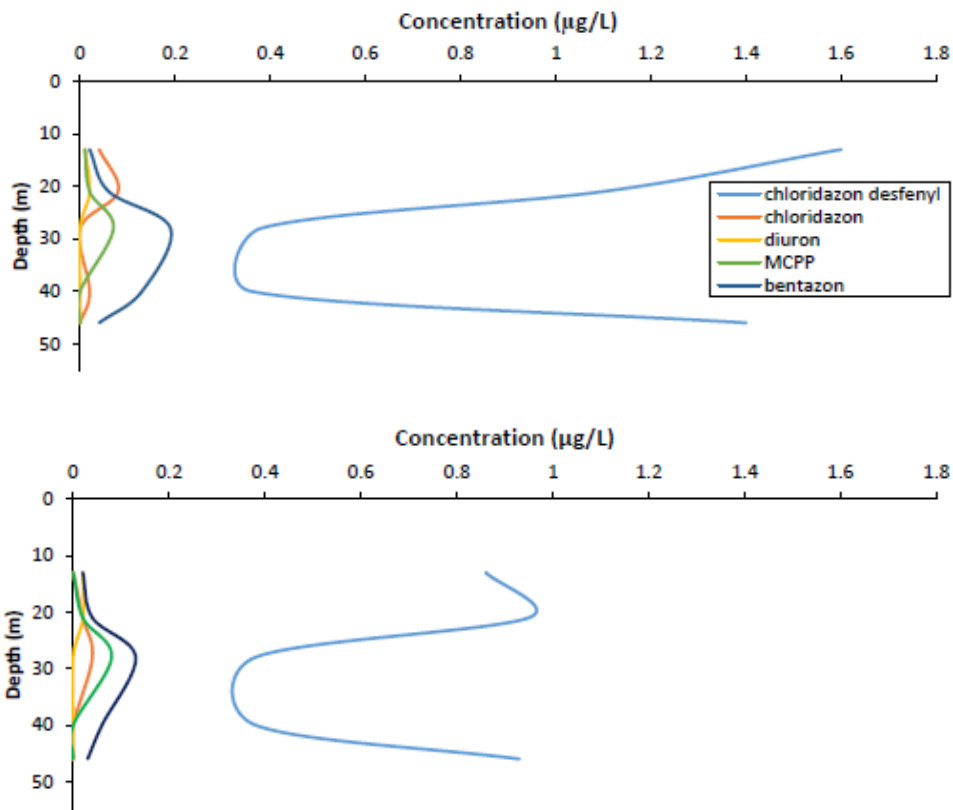 Concentration (µg/L)
0 0.2 0.4 0.6 0.8 1 1.2 1.4 1.6 1.8
0
10
20
30
40
50
Depth (m)
chloridazon desfenyl
chloridazon
diuron
MCPP
bentazon
Concentration (µg/L)
0 0.2 0.4 0.6 0.8 1 1.2 1.4 1.6 1.8
0
10
20
30
40
50
Depth (m)